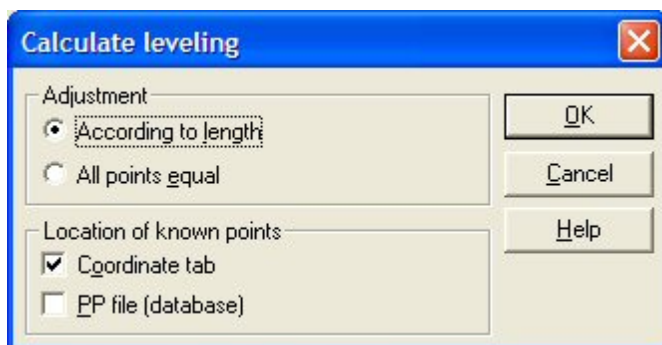 Calculate leveling
Adjustment
According to length
All points equal
OK
Cancel
Help
Location of known points
Coordinate tab
PP file (database)